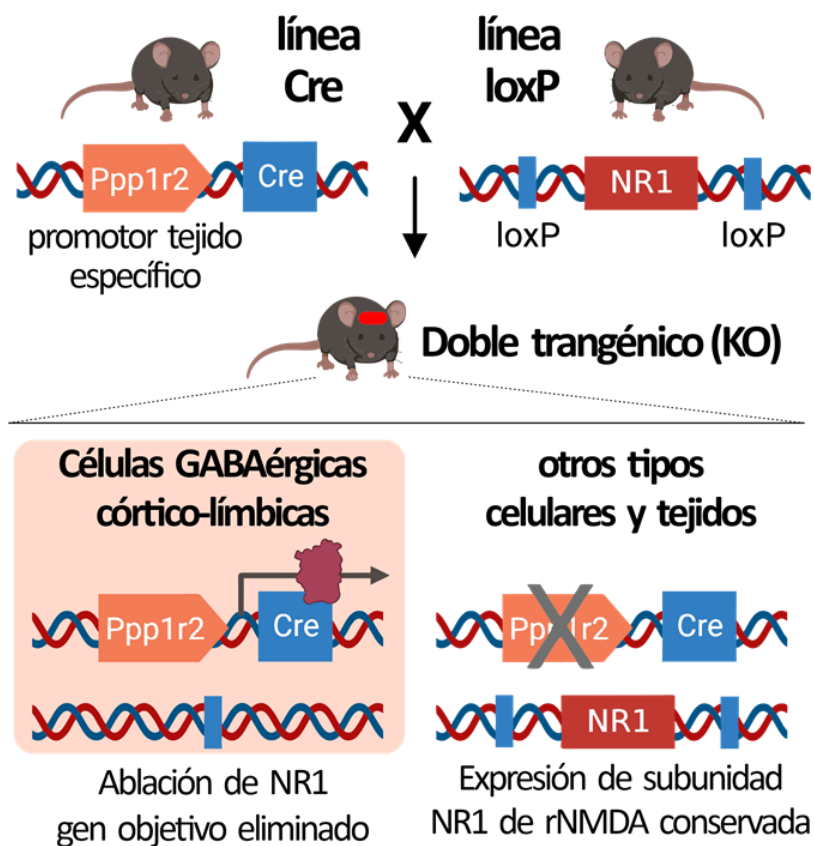 línea
Cre
X
línea
loxP
Ppp1r2
Cre
NR1
promotor tejido
específico
loxP
loxP
Doble trangénico (KO)
Células GABAérgicas
córtico-límbicas
Ppp1r2
Cre
Ablación de NR1
gen objetivo eliminado
otros tipos
celulares y tejidos
Ppp1r2
Cre
NR1
Expresión de subunidad
NR1 de rNMDA conservada